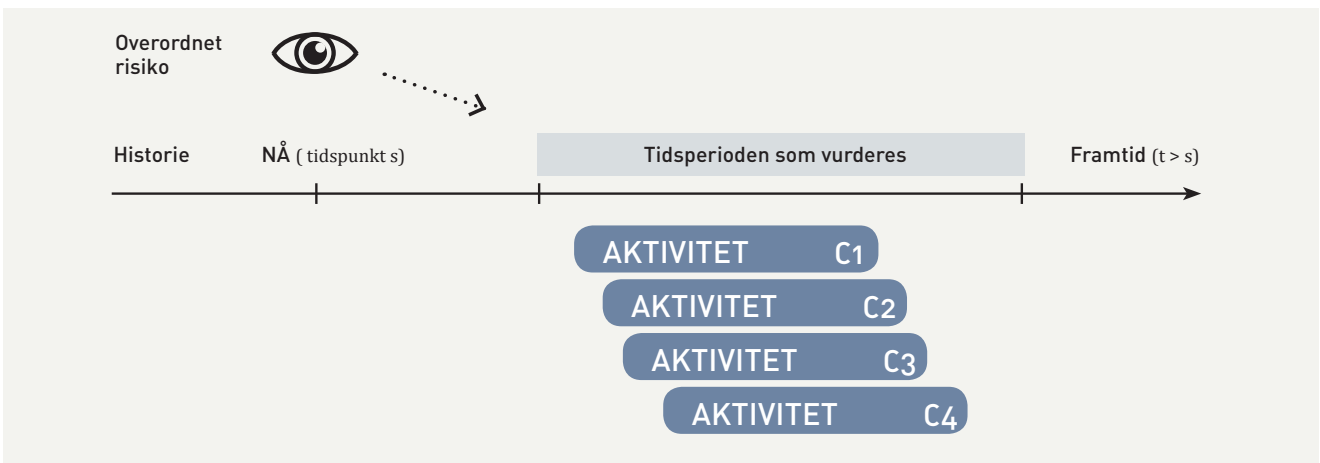 Overordnet
risiko
Historie
NÅ ( tidspunkt s)
Tidsperioden som vurderes
Framtid (t > s)
AKTIVITET C1
AKTIVITET C2
AKTIVITET C3
AKTIVITET C4